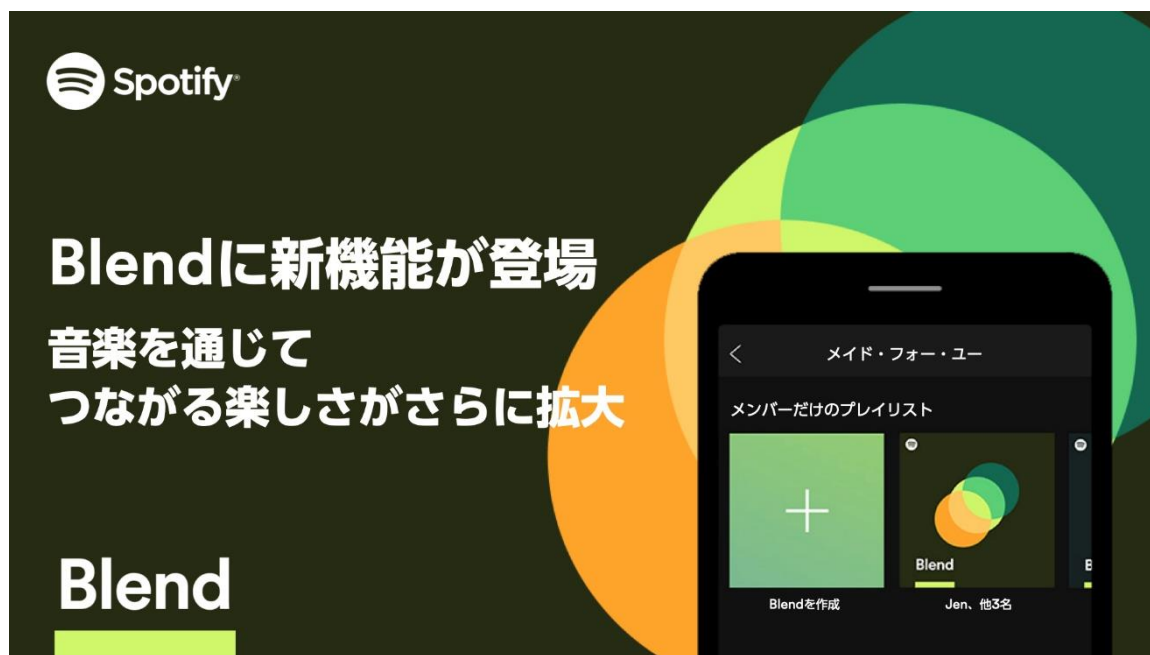 Spotify®
Blendに新機能が登場
音楽を通じて
つながる楽しさがさらに拡大
Blend
メイド・フォー・ユー
メンバーだけのプレイリスト
Blend
Blendを作成
Jen、他3名